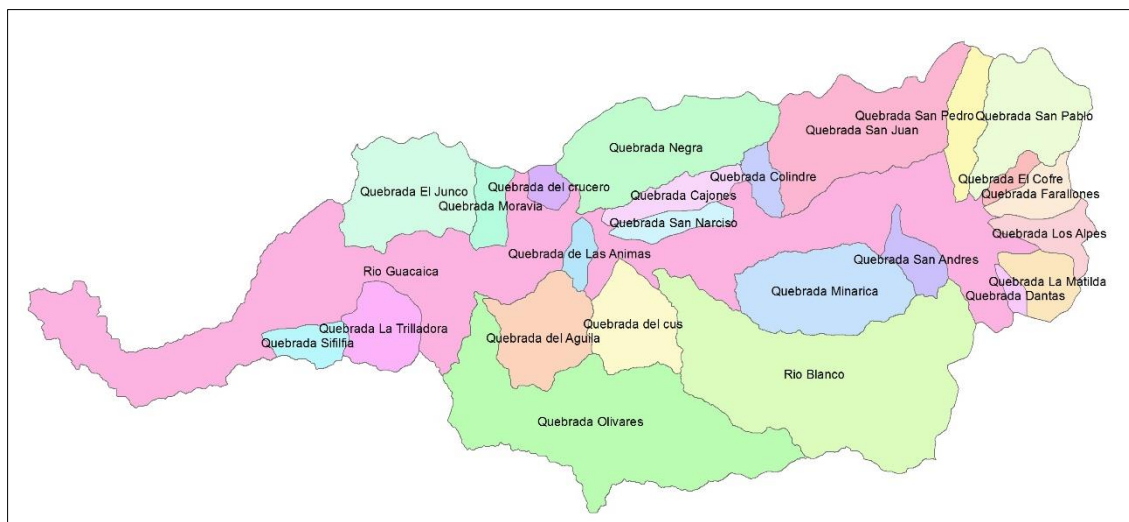 Quebrada San Pedro
Quebrada San Pablo
Quebrada San Juan
Quebrada Negra
Quebrada Colindre
Quebrada El Cofre
Quebrada El Junco
Quebrada del crucero
Quebrada Cajones
Quebrada Farallones
Quebrada Moravia
Quebrada San Narciso
Quebrada Los Alpes
Quebrada de Las Animas
Quebrada San Andres
Rio Guacaica
Quebrada La Matilda
Quebrada Minarica
Quebrada Dantas
Quebrada La Trilladora
Quebrada del cus
Quebrada del Aguila
Quebrada Sifilfia
Rio Blanco
Quebrada Olivares